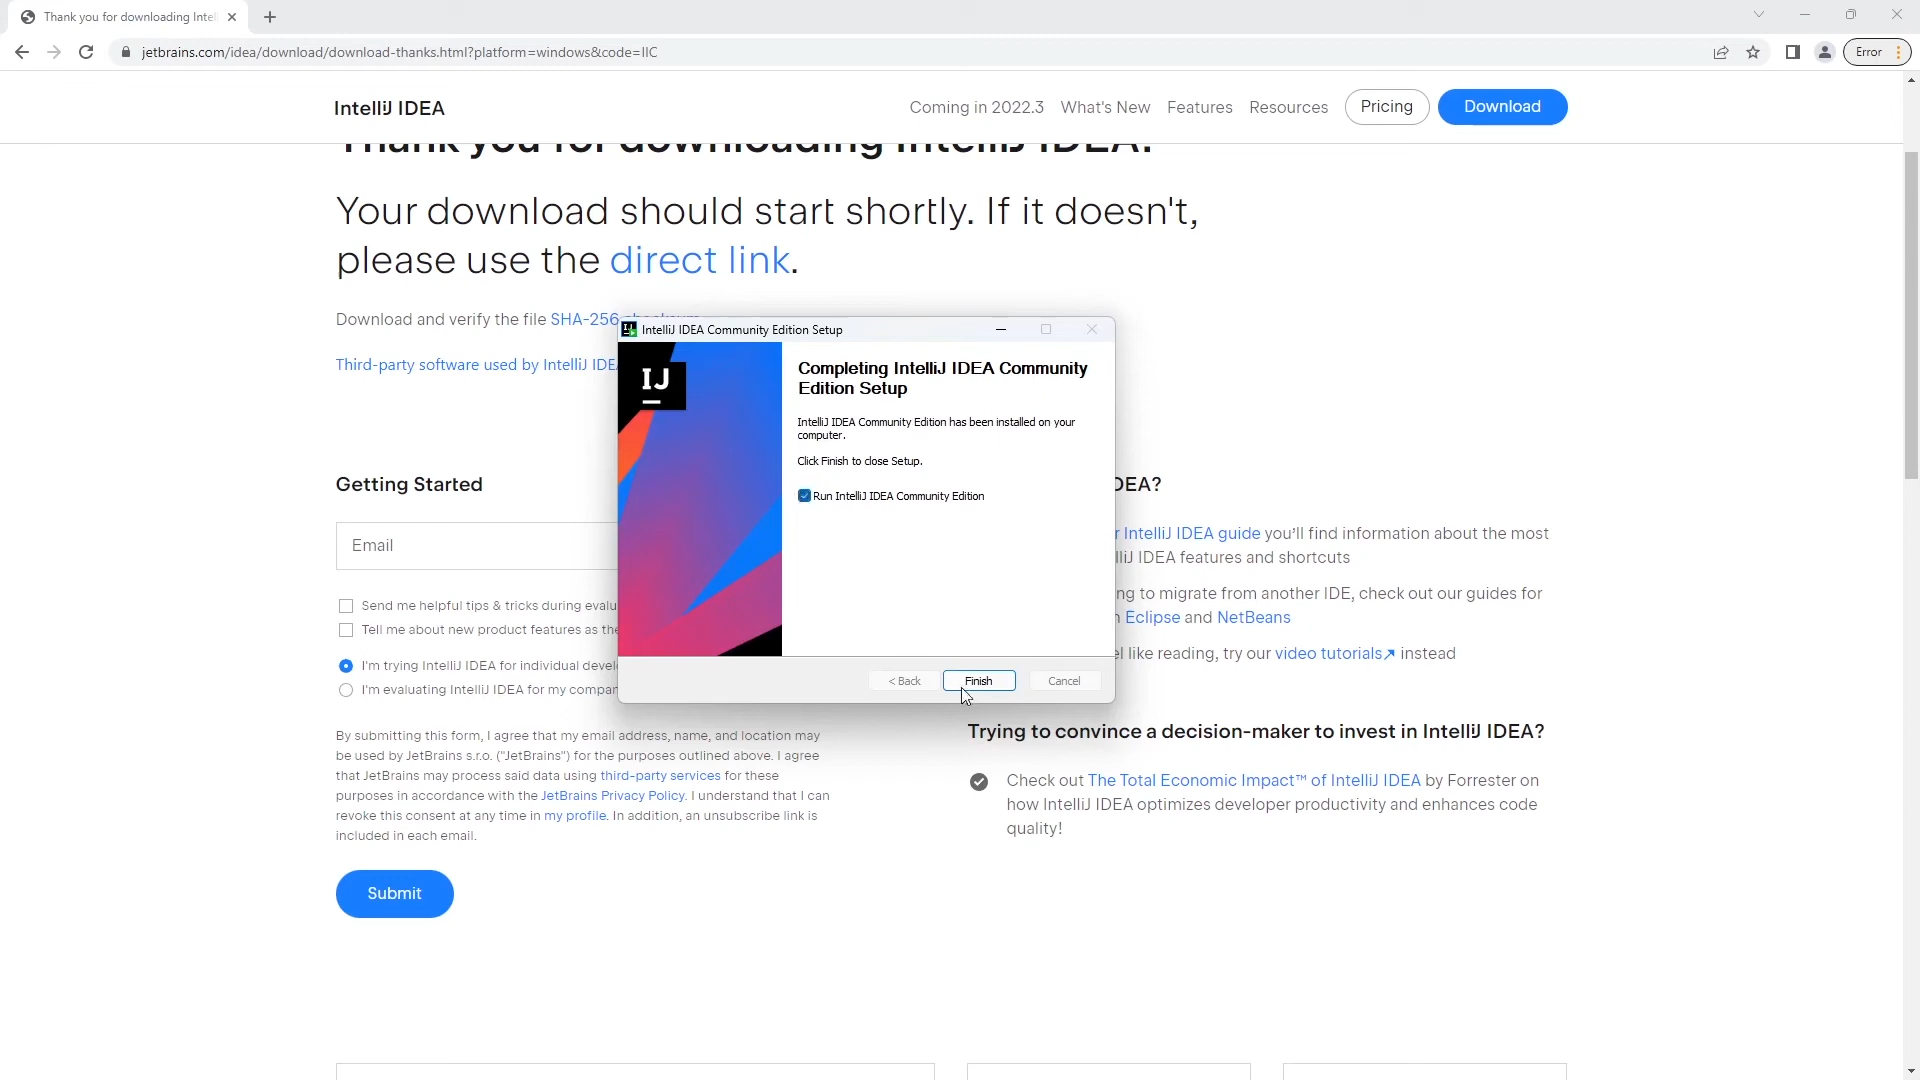 Thank you for downloading Intel
jetbrains.com/idea/download/download-thanks.html?platform=windows&code=IIC
Error
IntelliJ IDEA
Coming in 2022.3
What's New
Features
Resources
Pricing
Download
Thank you for downloading IntelliJ IDEA!
Your download should start shortly. If it doesn't,
please use the direct link.
Download and verify the file SHA-256 checksum
Third-party software used by IntelliJ IDEA
IntelliJ IDEA Community Edition Setup
IJ
Completing IntelliJ IDEA Community
Edition Setup
IntelliJ IDEA Community Edition has been installed on your
computer.
Click Finish to close Setup.
Run IntelliJ IDEA Community Edition
< Back
Finish
Cancel
Getting Started
Email
Send me helpful tips & tricks during evalu
Tell me about new product features as the
I'm trying IntelliJ IDEA for individual devel
I'm evaluating IntelliJ IDEA for my compan
By submitting this form, I agree that my email address, name, and location may
be used by JetBrains s.r.o. ("JetBrains") for the purposes outlined above. I agree
that JetBrains may process said data using third-party services for these
purposes in accordance with the JetBrains Privacy Policy. I understand that I can
revoke this consent at any time in my profile. In addition, an unsubscribe link is
included in each email.
Submit
DEA?
r IntelliJ IDEA guide you'll find information about the most
lliJ IDEA features and shortcuts
ng to migrate from another IDE, check out our guides for
Eclipse and NetBeans
el like reading, try our video tutorials↗ instead
Trying to convince a decision-maker to invest in IntelliJ IDEA?
Check out The Total Economic Impact™ of IntelliJ IDEA by Forrester on
how IntelliJ IDEA optimizes developer productivity and enhances code
quality!